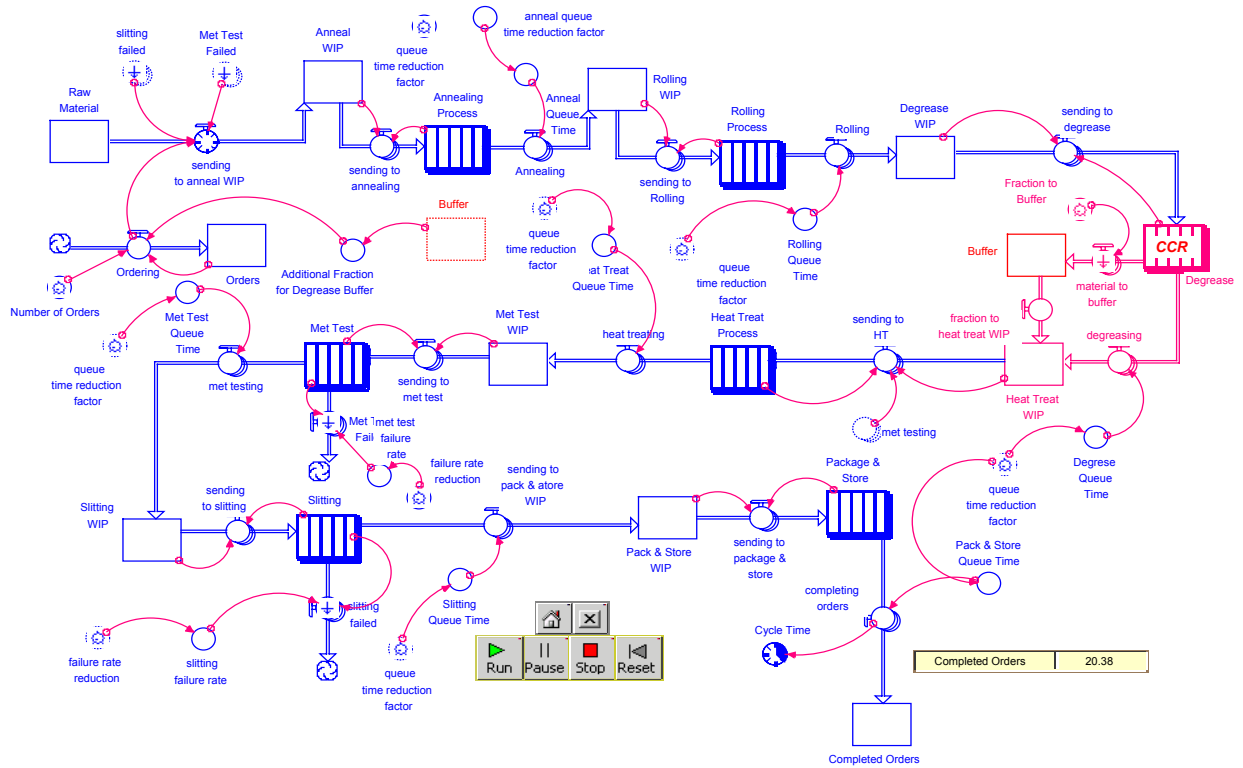 slitting
failed
Met Test
Failed
Anneal
WIP
queue
time reduction
factor
anneal queue
time reduction factor
Raw
Material
Annealing
Process
Anneal
Queue
Time
Rolling
WIP
Rolling
Process
Rolling
Degrease
WIP
sending to
degrease
sending
to anneal WIP
sending to
annealing
Annealing
sending to
Rolling
Fraction to
Buffer
Buffer
queue
time reduction
factor
Rolling
Queue
Time
Buffer
CCR
Ordering
Orders
Additional Fraction
for Degrease Buffer
at Treat
Queue Time
queue
time reduction
factor
material to
buffer
Degrease
Number of Orders
Met Test
Queue
Time
Met Test
Met Test
WIP
heat treating
Heat Treat
Process
sending to
HT
fraction to
heat treat WIP
degreasing
queue
time reduction
factor
met testing
sending to
met test
Heat Treat
WIP
Met T
Fail
met test
failure
rate
met testing
failure rate
reduction
sending to
pack & atore
WIP
Package &
Store
Degrese
Queue
Time
Slitting
WIP
sending
to slitting
Slitting
queue
time reduction
factor
Pack & Store
WIP
sending to
package &
store
Pack & Store
Queue Time
slitting
failed
Slitting
Queue Time
completing
orders
failure rate
reduction
slitting
failure rate
queue
time reduction
factor
Cycle Time
Run Pause Stop Reset
Completed Orders 20.38
Completed Orders